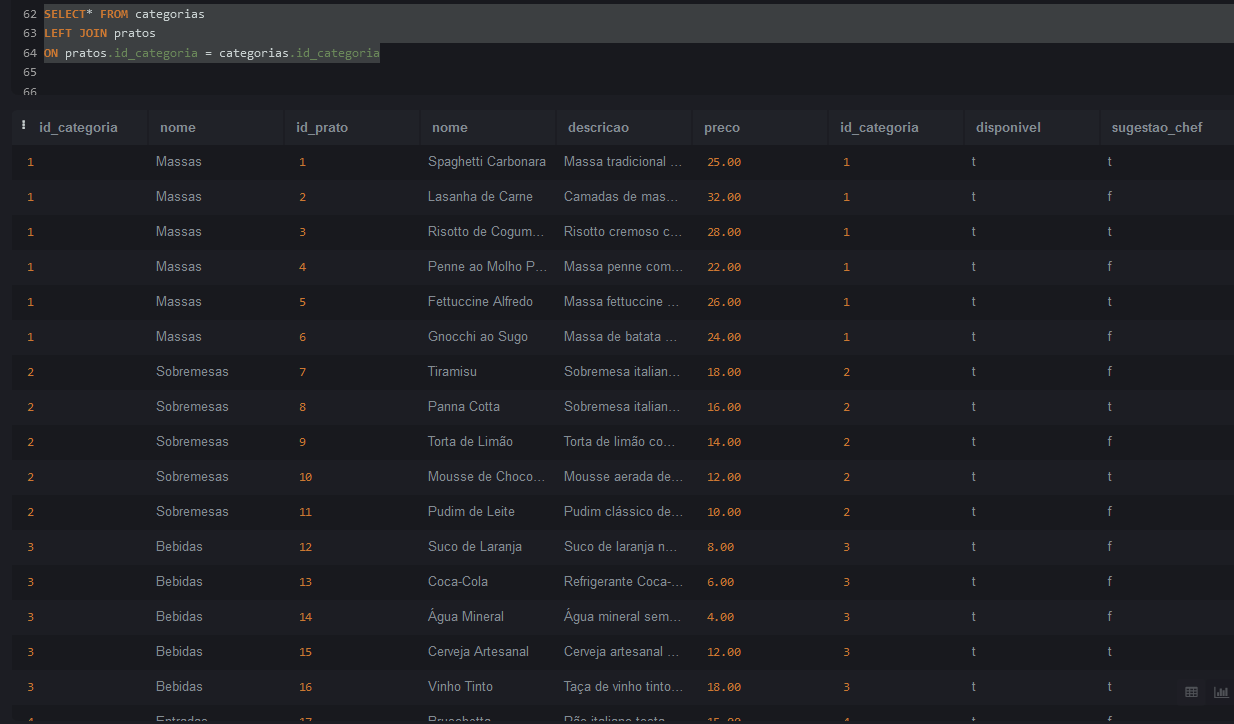 62 SELECT* FROM categorias
63 LEFT JOIN pratos
64 ON pratos.id_categoria = categorias.id_categoria
65
66
id_categoria nome id_prato nome descricao preco id_categoria disponivel sugestao_chef
1 Massas 1 Spaghetti Carbonara Massa tradicional ... 25.00 1 t t
1 Massas 2 Lasanha de Carne Camadas de mas... 32.00 1 t f
1 Massas 3 Risotto de Cogum... Risotto cremoso c... 28.00 1 t t
1 Massas 4 Penne ao Molho P... Massa penne com... 22.00 1 t f
1 Massas 5 Fettuccine Alfredo Massa fettuccine ... 26.00 1 t t
1 Massas 6 Gnocchi ao Sugo Massa de batata ... 24.00 1 t f
2 Sobremesas 7 Tiramisu Sobremesa italian... 18.00 2 t f
2 Sobremesas 8 Panna Cotta Sobremesa italian... 16.00 2 t t
2 Sobremesas 9 Torta de Limão Torta de limão co... 14.00 2 t f
2 Sobremesas 10 Mousse de Choco... Mousse aerada de... 12.00 2 t t
2 Sobremesas 11 Pudim de Leite Pudim clássico de... 10.00 2 t f
3 Bebidas 12 Suco de Laranja Suco de laranja n... 8.00 3 t f
3 Bebidas 13 Coca-Cola Refrigerante Coca-... 6.00 3 t f
3 Bebidas 14 Água Mineral Água mineral sem... 4.00 3 t f
3 Bebidas 15 Cerveja Artesanal Cerveja artesanal ... 12.00 3 t t
3 Bebidas 16 Vinho Tinto Taça de vinho tinto... 18.00 3 t t
4 Entradas 17 Bruschetta Pão italiano tosta... 15.00 4